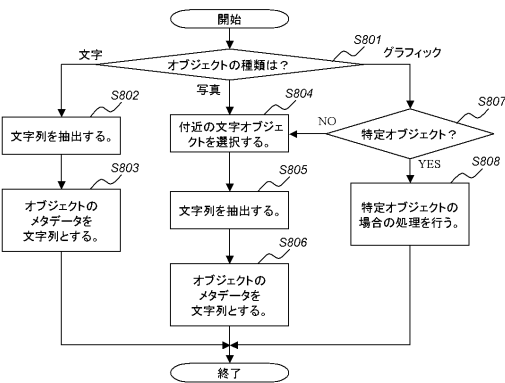 開始
S801
オブジェクトの種類は？
文字
グラフィック
写真
S802
文字列を抽出する。
S804
付近の文字オブジェ
クトを選択する。
S807
特定オブジェクト？
NO
YES
S803
オブジェクトの
メタデータを
文字列とする。
S805
文字列を抽出する。
S808
特定オブジェクトの
場合の処理を行う。
S806
オブジェクトの
メタデータを
文字列とする。
終了